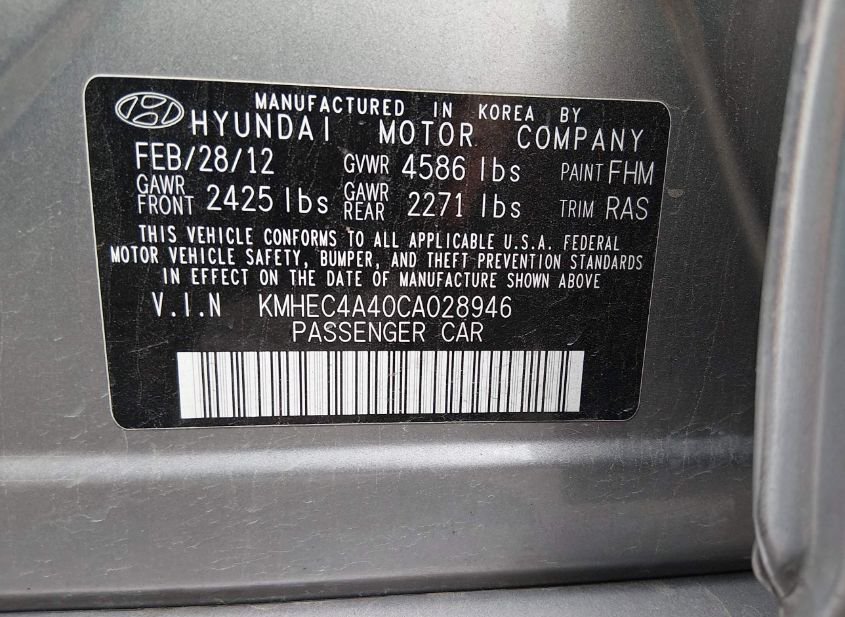 MANUFACTURED IN KOREA BY
HYUNDAI MOTOR COMPANY
FEB/28/12 GVWR 4586 lbs PAINT FHM
GAWR FRONT 2425 lbs GAWR REAR 2271 lbs TRIM RAS
THIS VEHICLE CONFORMS TO ALL APPLICABLE U.S.A. FEDERAL
MOTOR VEHICLE SAFETY, BUMPER, AND THEFT PREVENTION STANDARDS
IN EFFECT ON THE DATE OF MANUFACTURE SHOWN ABOVE
V.I.N KMHEC4A40CA028946
PASSENGER CAR